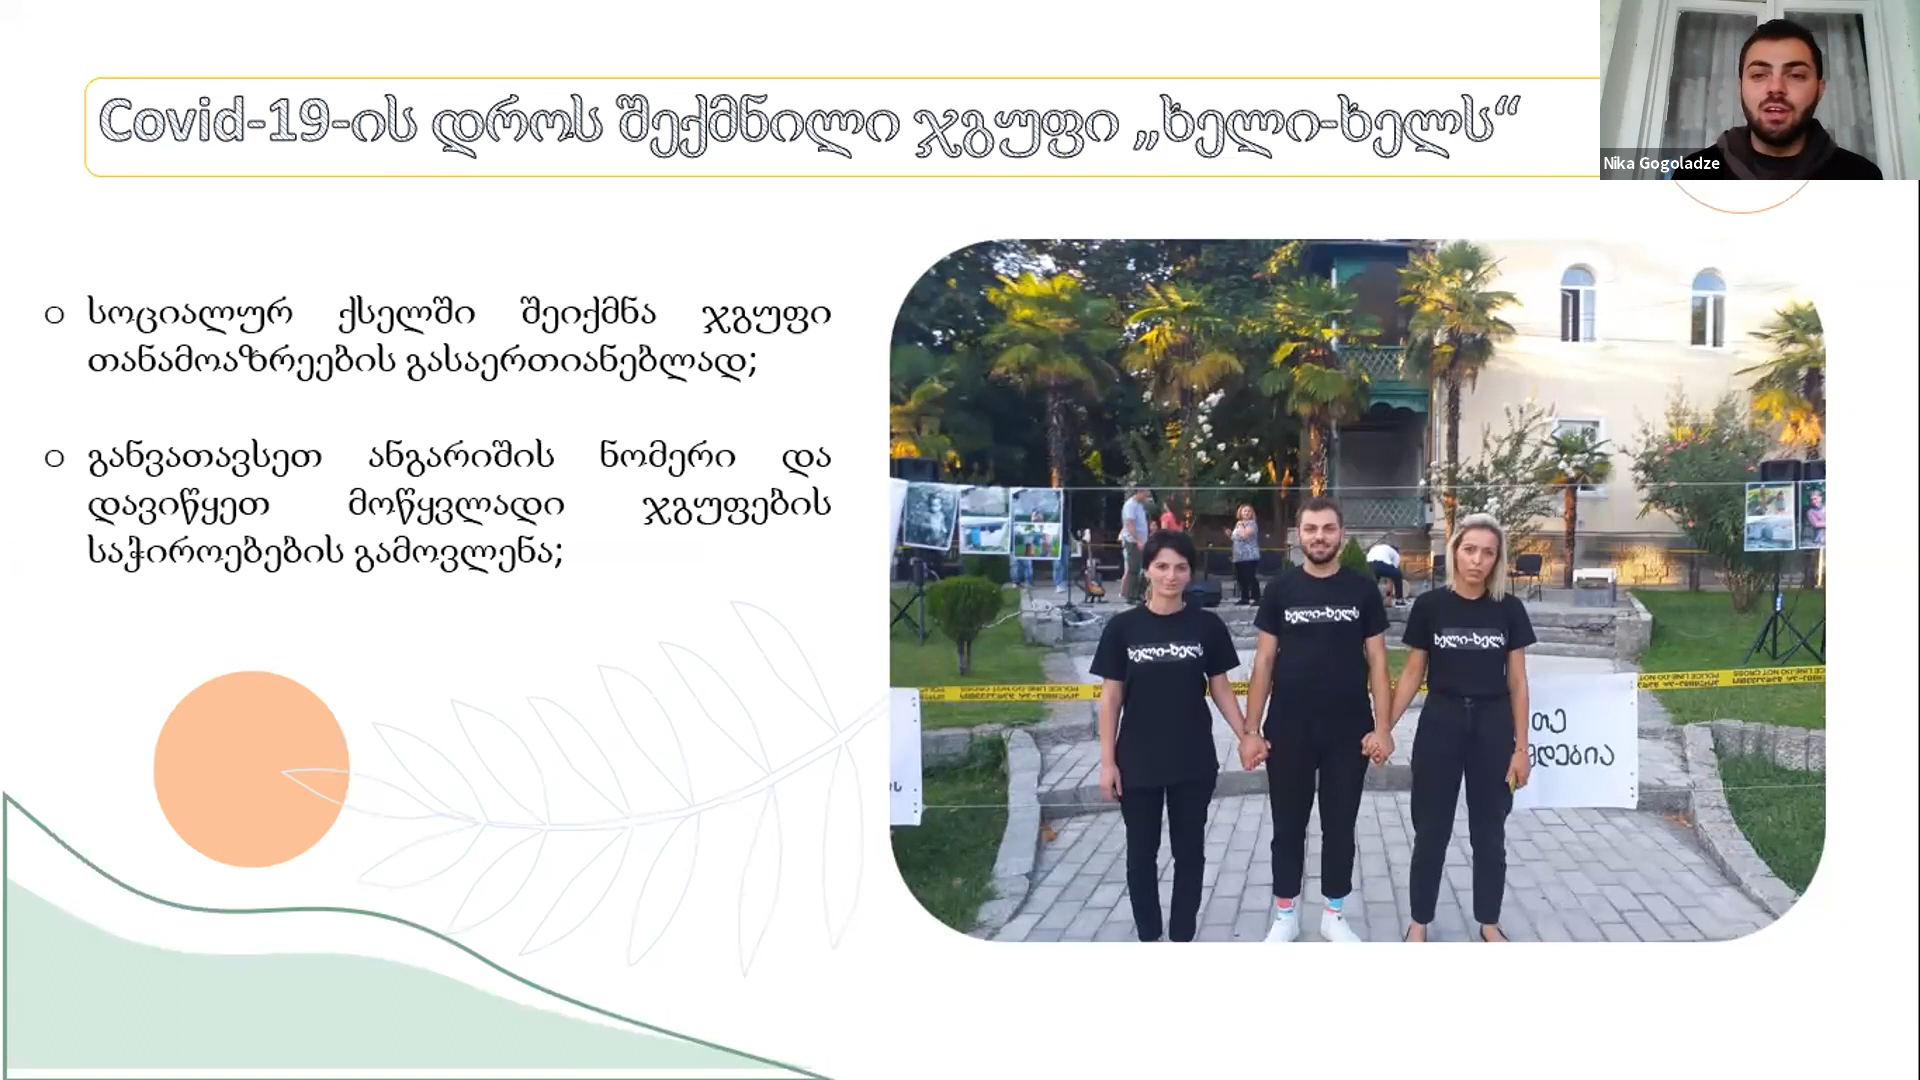 Covid-19-ის დროს შექმნილი ჯგუფი „ხელი-ხელს“
Nika Gogoladze
სოციალურ ქსელში შეიქმნა ჯგუფი
თანამოაზრეების გასაერთიანებლად;
განვათავსეთ ანგარიშის ნომერი და
დავიწყეთ მოწყვლადი ჯგუფების
საჭიროებების გამოვლენა;
ხელი-ხელს
ხელი-ხელს
ხელი-ხელს
თე